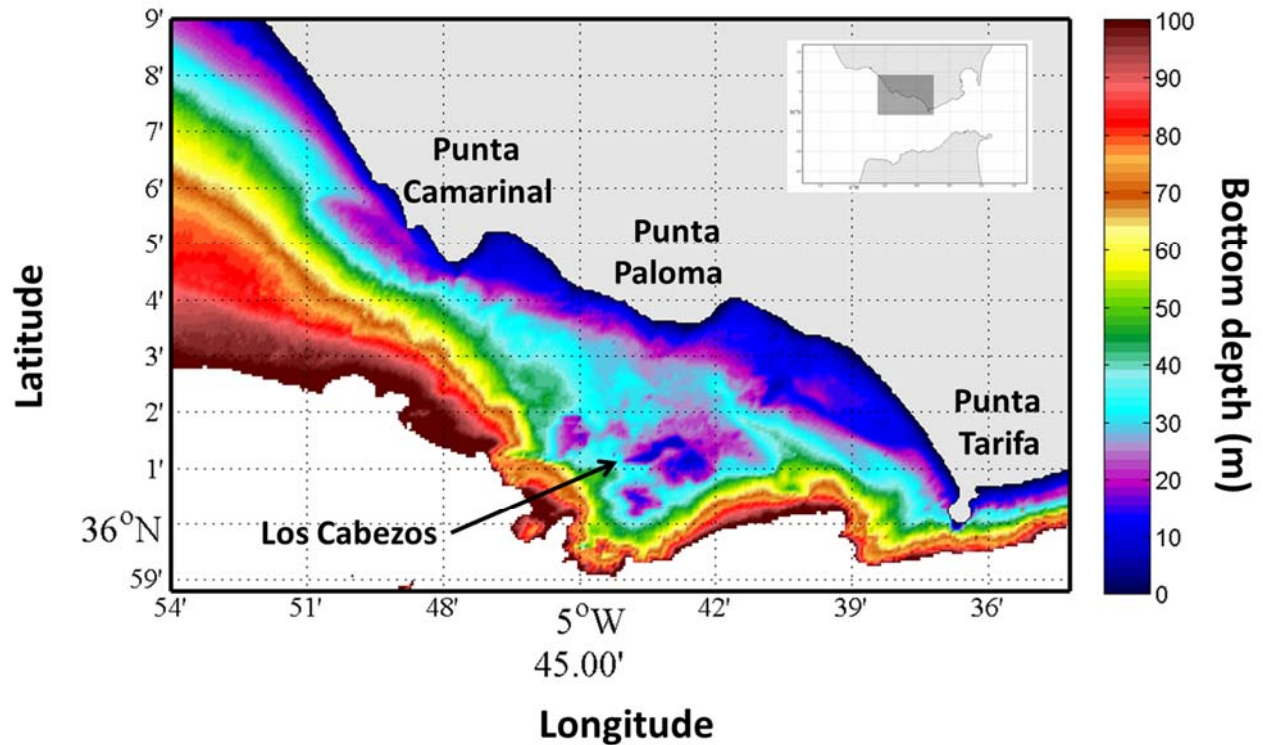 9'
8'
7'
6'
5'
4'
3'
2'
1'
36°N
59'
Latitude
Punta
Camarinal
Punta
Paloma
Punta
Tarifa
Los Cabezos
54'
51'
48'
5°W
45.00'
42'
39'
36'
Longitude
100
90
80
70
60
50
40
30
20
10
0
Bottom depth (m)